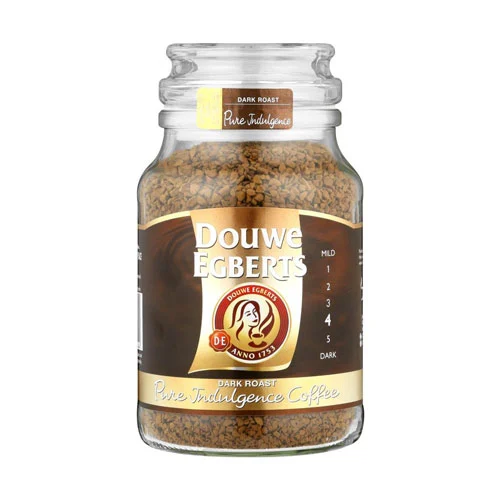 DARK ROAST
Pure Indulgence
DOUWE
EGBERTS
DOUWE EGBERTS
DE
ANNO 1753
MILD
1
2
3
4
5
DARK
DARK ROAST
Pure Indulgence Coffee